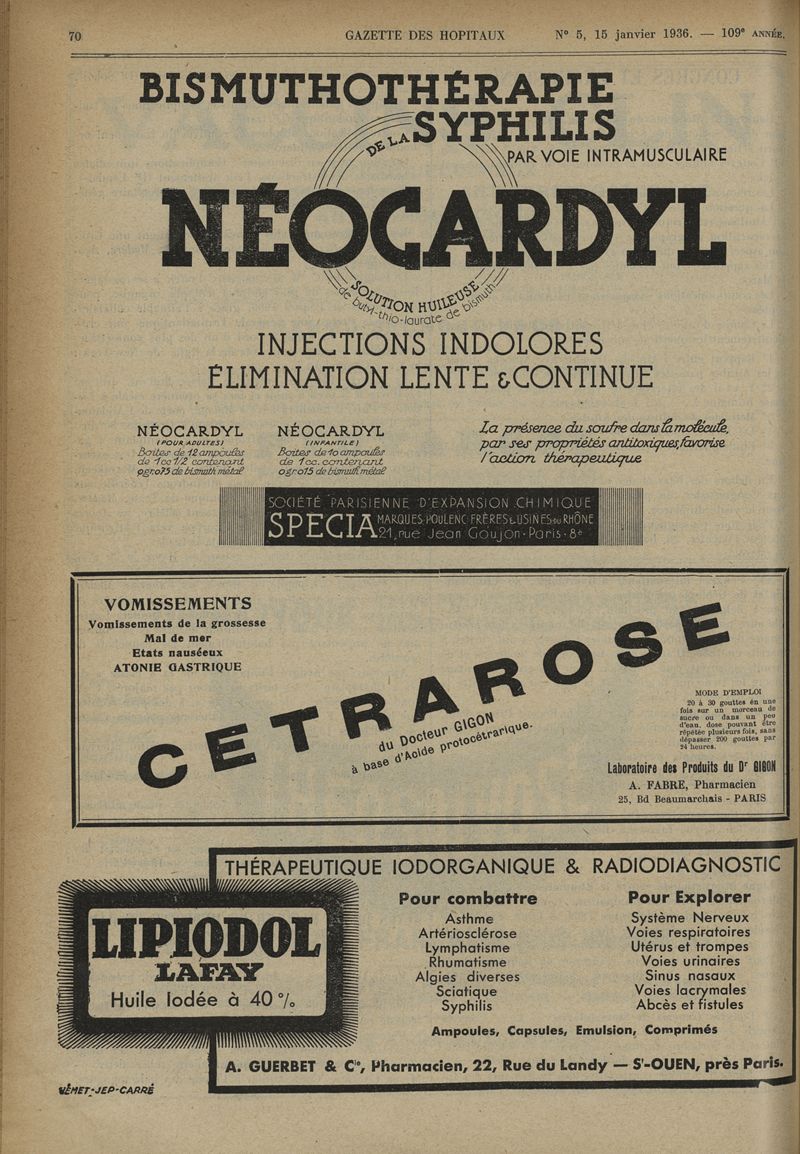 70 GAZETTE DES HOPITAUX N° 5, 15 janvier 1936. — 109e ANNÉE.
BISMUTHOTHÉRAPIE
DE LA SYPHILIS
PAR VOIE INTRAMUSCULAIRE
NÉOCARDYL
SOLUTION HUILEUSE
de butyl-thio-laurate de bismuth
INJECTIONS INDOLORES
ÉLIMINATION LENTE & CONTINUE
NÉOCARDYL
(POUR ADULTES)
Boîtes de 12 ampoules
de 1cc 1/2 contenant
0gr075 de bismuth métal
NÉOCARDYL
(INFANTILE)
Boîtes de 10 ampoules
de 1cc. contenant
0gr015 de bismuth métal
La présence du soufre dans la molécule,
par ses propriétés antitoxiques, favorise
l'action thérapeutique
SOCIÉTÉ PARISIENNE D'EXPANSION CHIMIQUE
SPECIA MARQUES POULENC FRÈRES & USINES DU RHÔNE
21, rue Jean Goujon · Paris · 8e
VOMISSEMENTS
Vomissements de la grossesse
Mal de mer
Etats nauséeux
ATONIE GASTRIQUE
CETRAROSE
du Docteur GIGON
à base d'Acide protocétrarique.
MODE D'EMPLOI
20 à 30 gouttes en une
fois sur un morceau de
sucre ou dans un peu
d'eau, dose pouvant être
répétée plusieurs fois, sans
dépasser 200 gouttes par
24 heures.
Laboratoire des Produits du Dr GIGON
A. FABRE, Pharmacien
25, Bd Beaumarchais - PARIS
THÉRAPEUTIQUE IODORGANIQUE & RADIODIAGNOSTIC
LIPIODOL
LAFAY
Huile Iodée à 40 %
Pour combattre
Asthme
Artériosclérose
Lymphatisme
Rhumatisme
Algies diverses
Sciatique
Syphilis
Pour Explorer
Système Nerveux
Voies respiratoires
Utérus et trompes
Voies urinaires
Sinus nasaux
Voies lacrymales
Abcès et fistules
Ampoules, Capsules, Emulsion, Comprimés
A. GUERBET & Cie, Pharmacien, 22, Rue du Landy — St-OUEN, près Paris.
VÉMET-JEP-CARRÉ